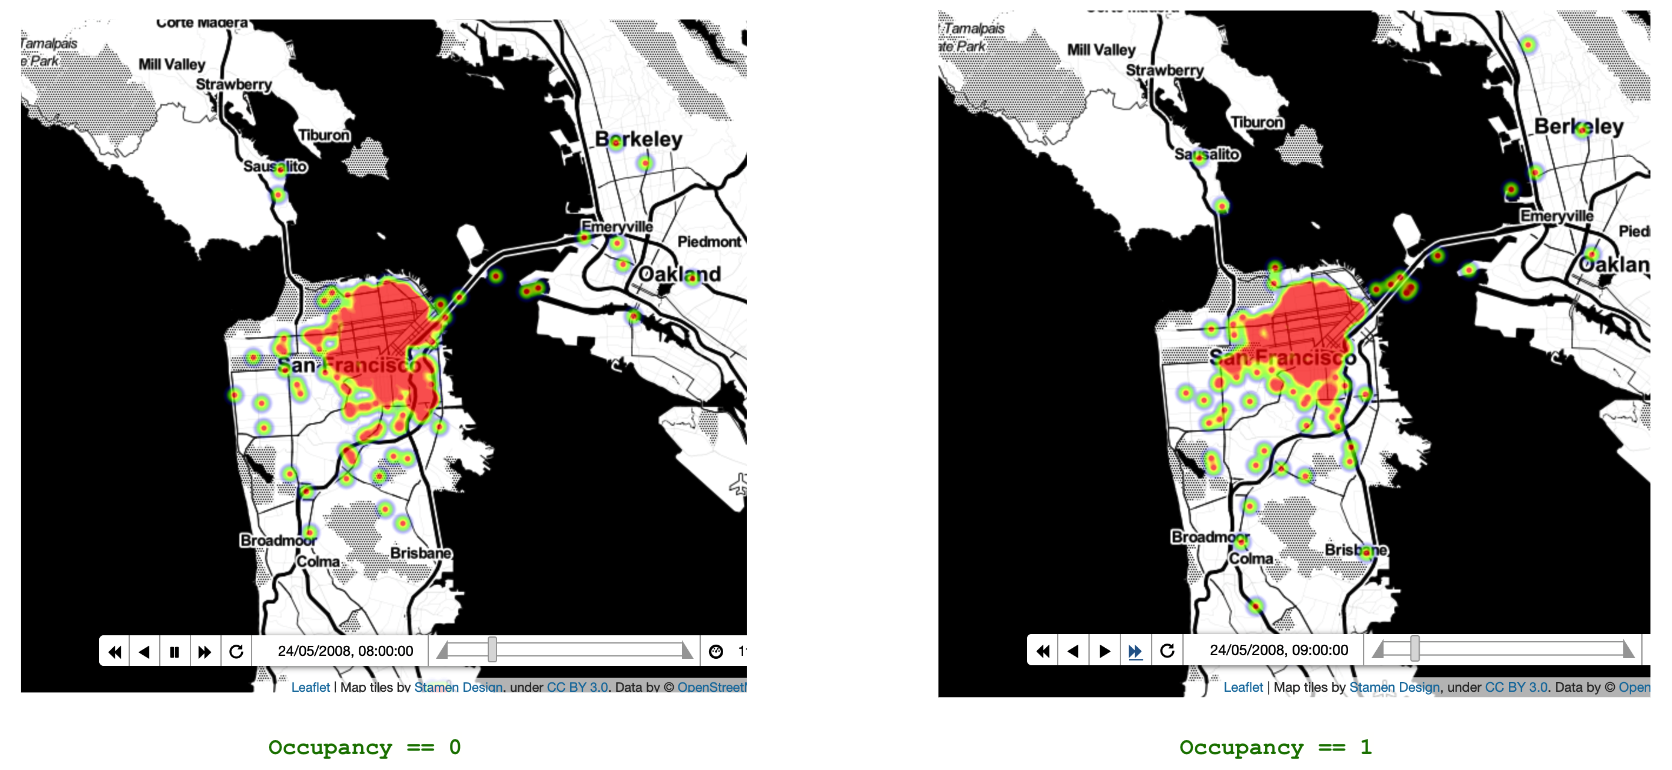 Corte Madera
Tamalpais
e Park
Mill Valley
Strawberry
Tiburon
Sausalito
Berkeley
Emeryville
Piedmont
Oakland
San Francisco
Broadmoor
Colma
Brisbane
24/05/2008, 08:00:00
Leaflet | Map tiles by Stamen Design, under CC BY 3.0. Data by © OpenStreetM
Occupancy == 0
Corte Madera
Tamalpais
ate Park
Mill Valley
Strawberry
Tiburon
Sausalito
Berkeley
Emeryville
Pied
Oaklan
San Francisco
Broadmoor
Colma
Brisbane
24/05/2008, 09:00:00
Leaflet | Map tiles by Stamen Design, under CC BY 3.0. Data by © Open
Occupancy == 1